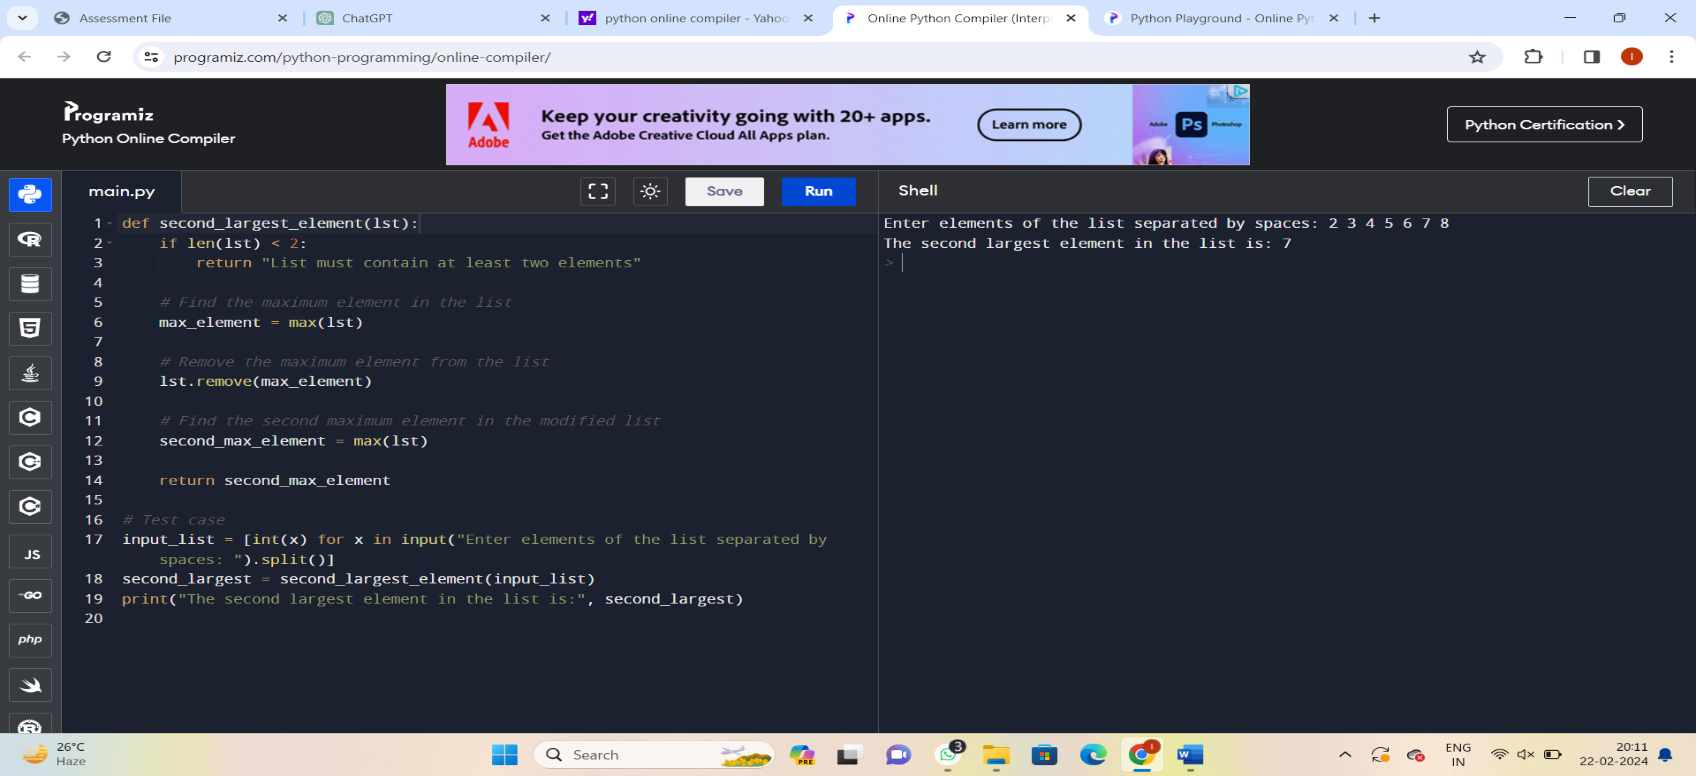 Assessment File
ChatGPT
python online compiler - Yahoo
Online Python Compiler (Interp
Python Playground - Online Pyt
programiz.com/python-programming/online-compiler/
Programiz
Python Online Compiler
Adobe
Keep your creativity going with 20+ apps.
Get the Adobe Creative Cloud All Apps plan.
Learn more
Adobe
Ps
Photoshop
Python Certification >
main.py
Save
Run
Shell
Clear
1 def second_largest_element(lst):
2 if len(lst) < 2:
3 return "List must contain at least two elements"
4
5 # Find the maximum element in the list
6 max_element = max(lst)
7
8 # Remove the maximum element from the list
9 lst.remove(max_element)
10
11 # Find the second maximum element in the modified list
12 second_max_element = max(lst)
13
14 return second_max_element
15
16 # Test case
17 input_list = [int(x) for x in input("Enter elements of the list separated by
spaces: ").split()]
18 second_largest = second_largest_element(input_list)
19 print("The second largest element in the list is:", second_largest)
20
Enter elements of the list separated by spaces: 2 3 4 5 6 7 8
The second largest element in the list is: 7
>
JS
GO
php
26°C
Haze
Search
PRE
3
ENG
IN
20:11
22-02-2024